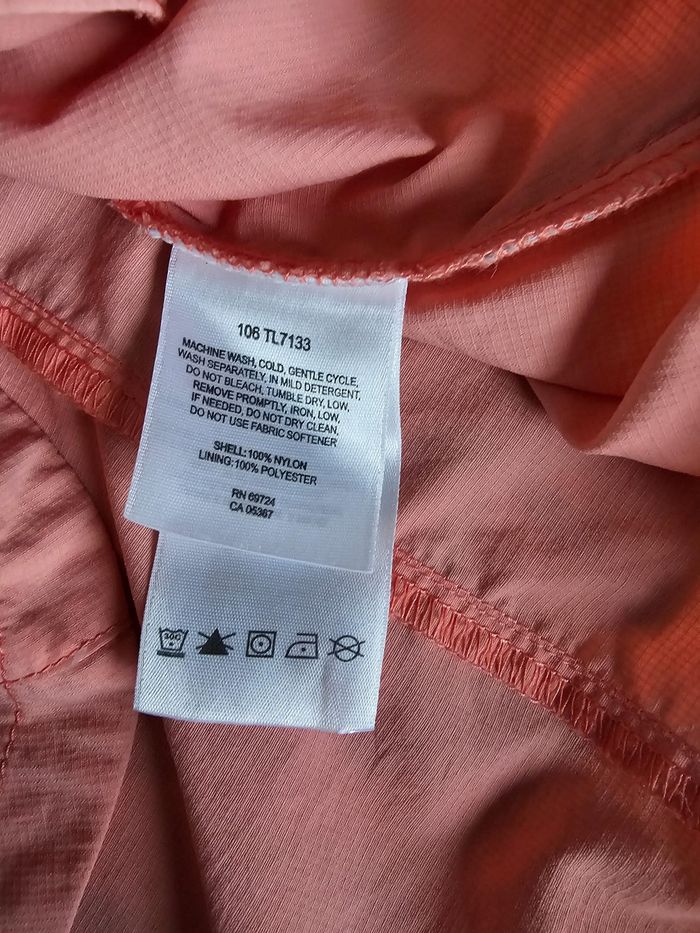 106 TL7133
MACHINE WASH, COLD, GENTLE CYCLE,
WASH SEPARATELY, IN MILD DETERGENT,
DO NOT BLEACH, TUMBLE DRY, LOW,
REMOVE PROMPTLY, IRON, LOW,
IF NEEDED, DO NOT DRY CLEAN,
DO NOT USE FABRIC SOFTENER
SHELL:100% NYLON
LINING:100% POLYESTER
RN 69724
CA 05367
30C